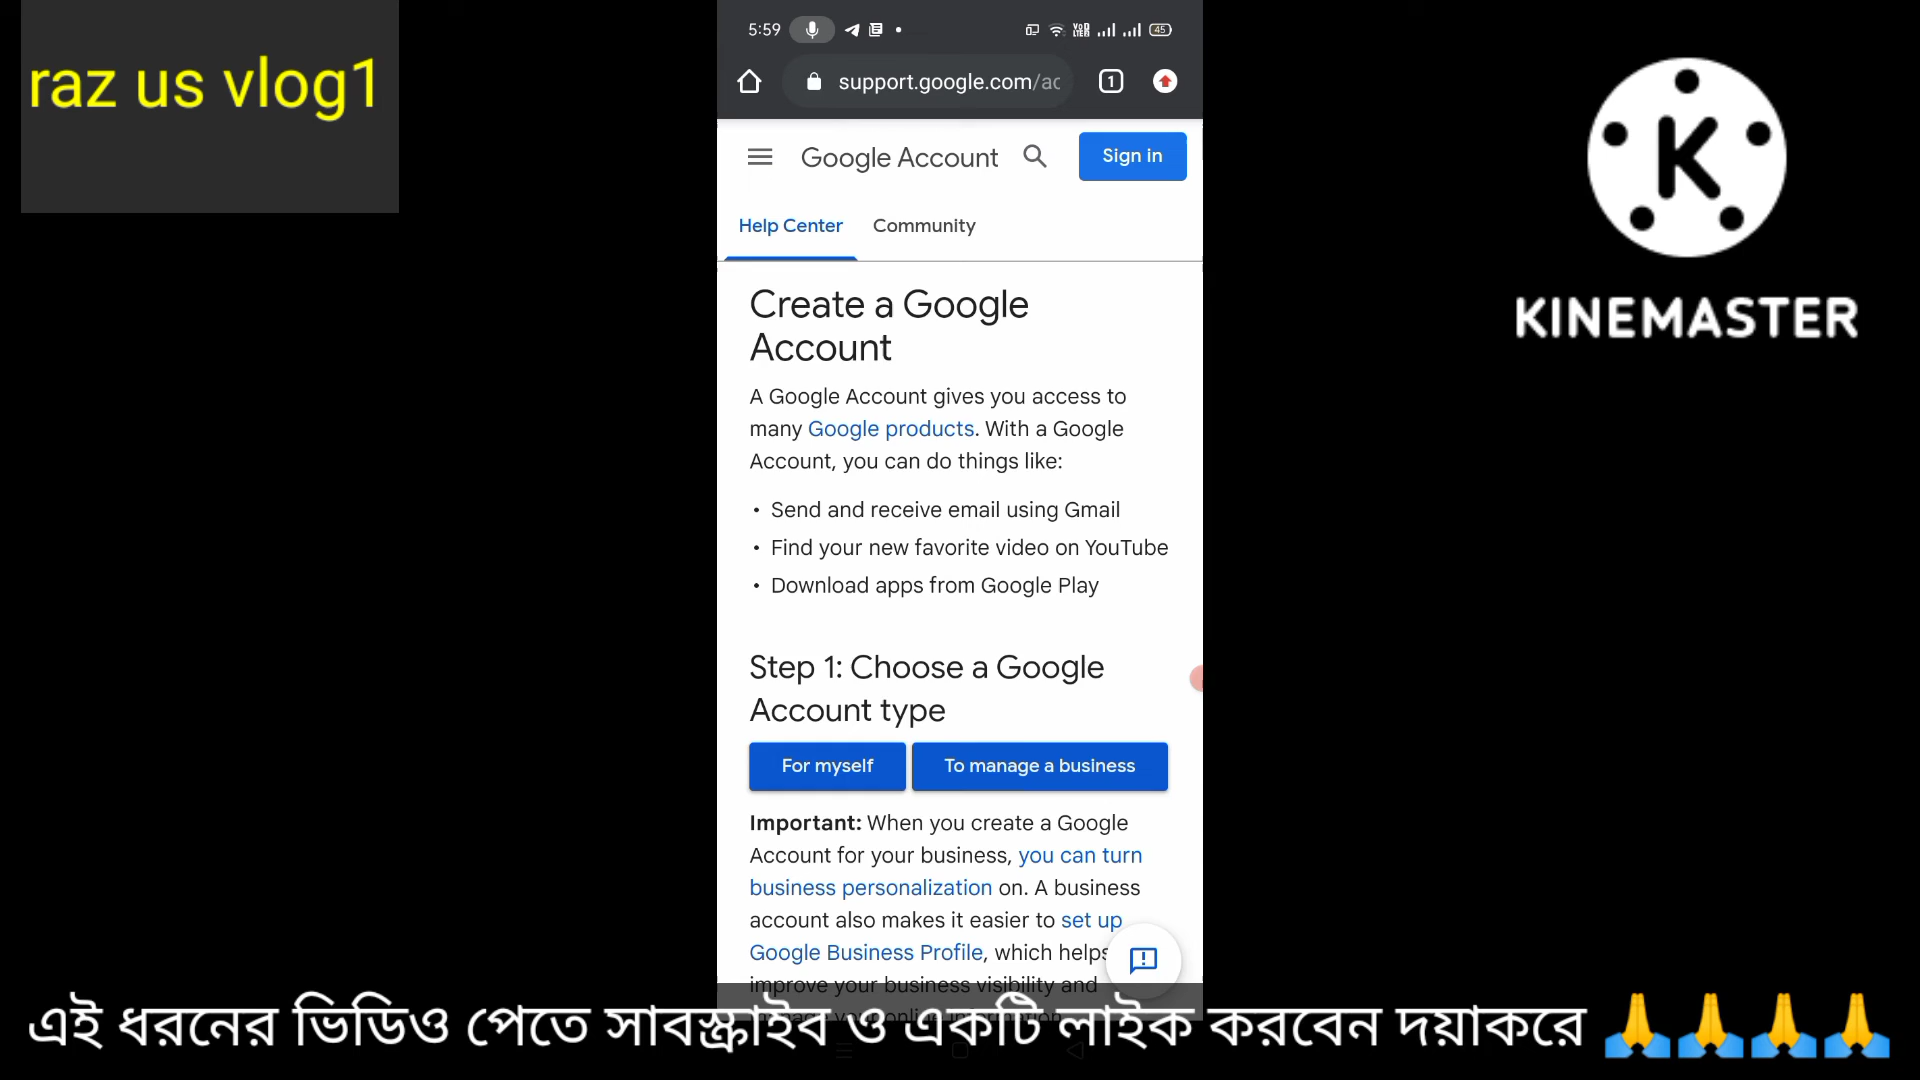 raz us vlog1
5:59
VoD LTE
45
support.google.com/ac
1
Google Account
Sign in
Help Center
Community
Create a Google
Account
A Google Account gives you access to
many Google products. With a Google
Account, you can do things like:
• Send and receive email using Gmail
• Find your new favorite video on YouTube
• Download apps from Google Play
Step 1: Choose a Google
Account type
For myself
To manage a business
Important: When you create a Google
Account for your business, you can turn
business personalization on. A business
account also makes it easier to set up
Google Business Profile, which helps
improve your business visibility and
K
KINEMASTER
এই ধরনের ভিডিও পেতে সাবস্ক্রাইব ও একটি লাইক করবেন দয়াকরে 🙏🙏🙏🙏